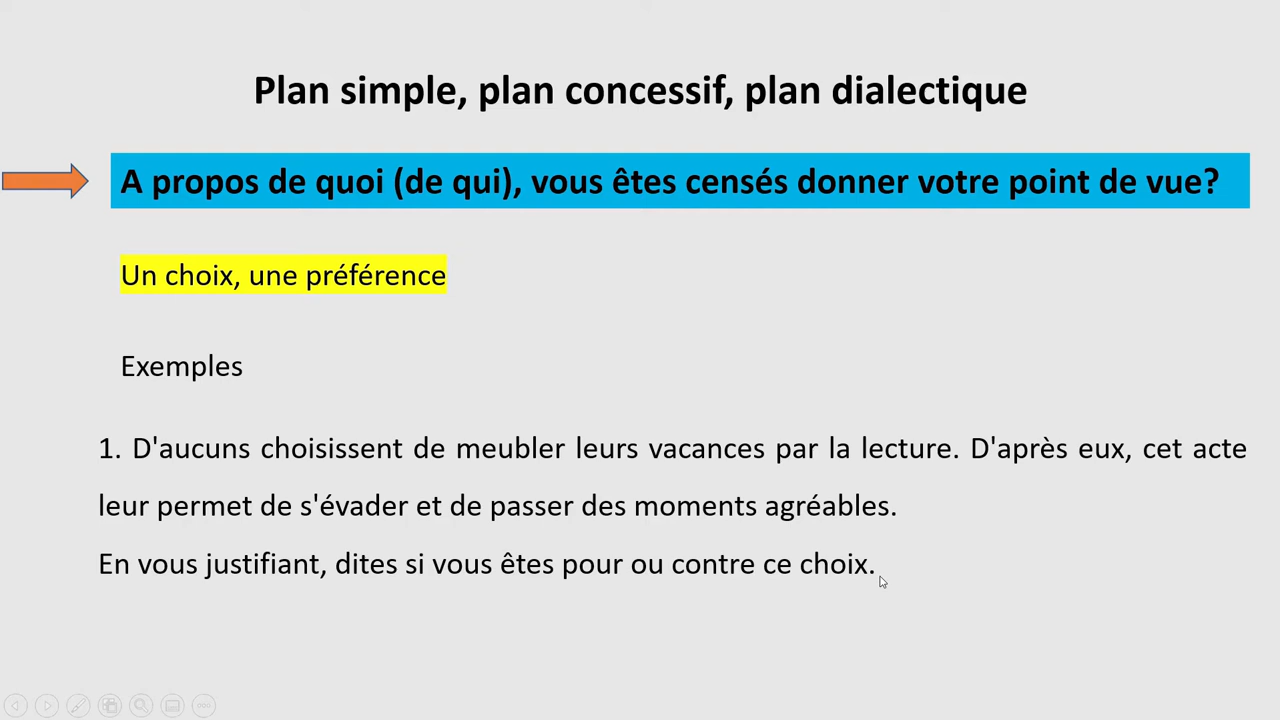 Plan simple, plan concessif, plan dialectique
A propos de quoi (de qui), vous êtes censés donner votre point de vue?
Un choix, une préférence
Exemples
1. D'aucuns choisissent de meubler leurs vacances par la lecture. D'après eux, cet acte
leur permet de s'évader et de passer des moments agréables.
En vous justifiant, dites si vous êtes pour ou contre ce choix.